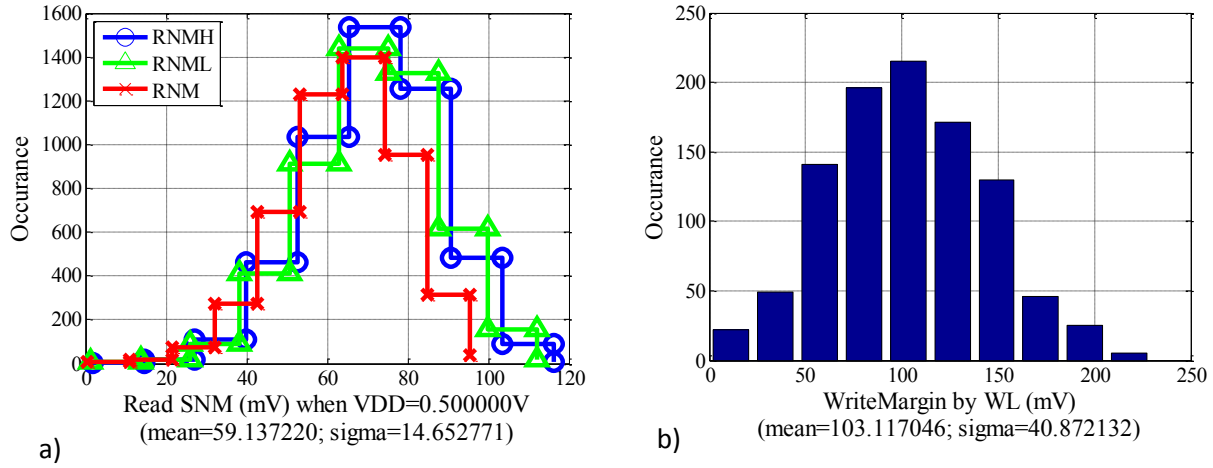 1600
1400
1200
1000
800
600
400
200
0
Occurance
RNMH
RNML
RNM
0 20 40 60 80 100 120
Read SNM (mV) when VDD=0.500000V
(mean=59.137220; sigma=14.652771)
a)
250
200
150
100
50
0
Occurance
0 50 100 150 200 250
WriteMargin by WL (mV)
(mean=103.117046; sigma=40.872132)
b)